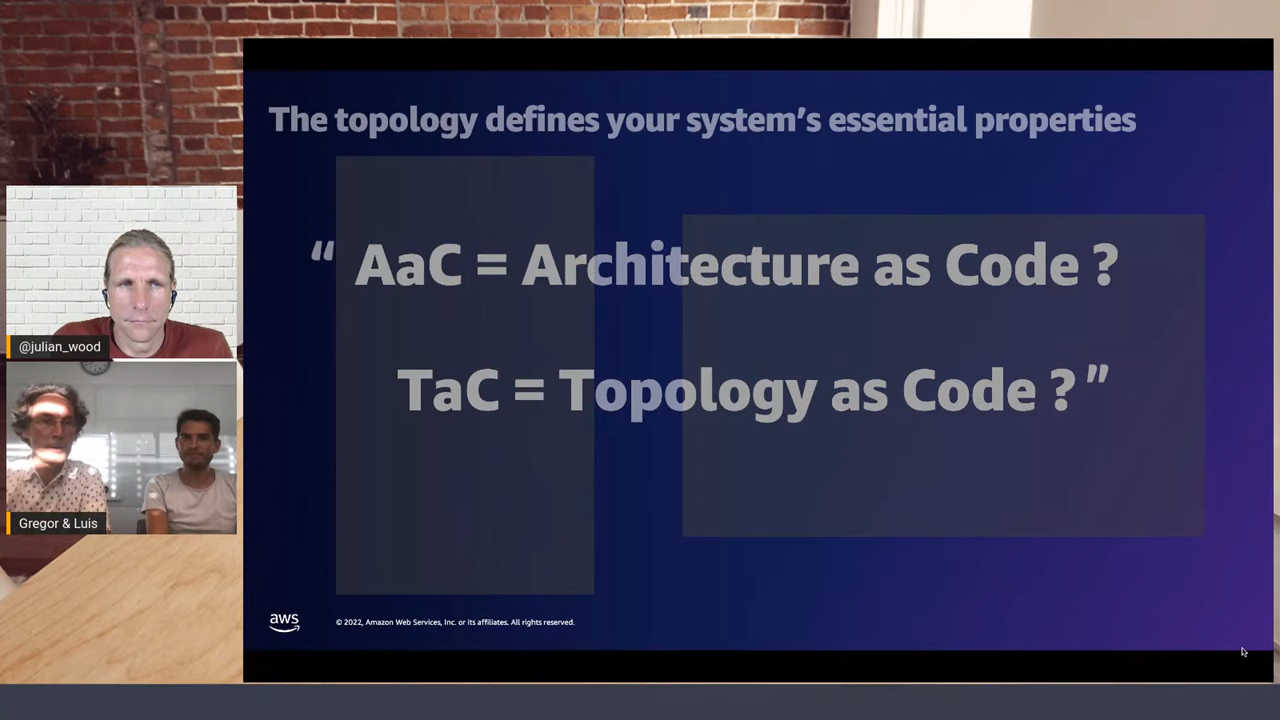 The topology defines your system’s essential properties
“ AaC = Architecture as Code ?
TaC = Topology as Code ? ”
@julian_wood
Gregor & Luis
aws
© 2022, Amazon Web Services, Inc. or its affiliates. All rights reserved.